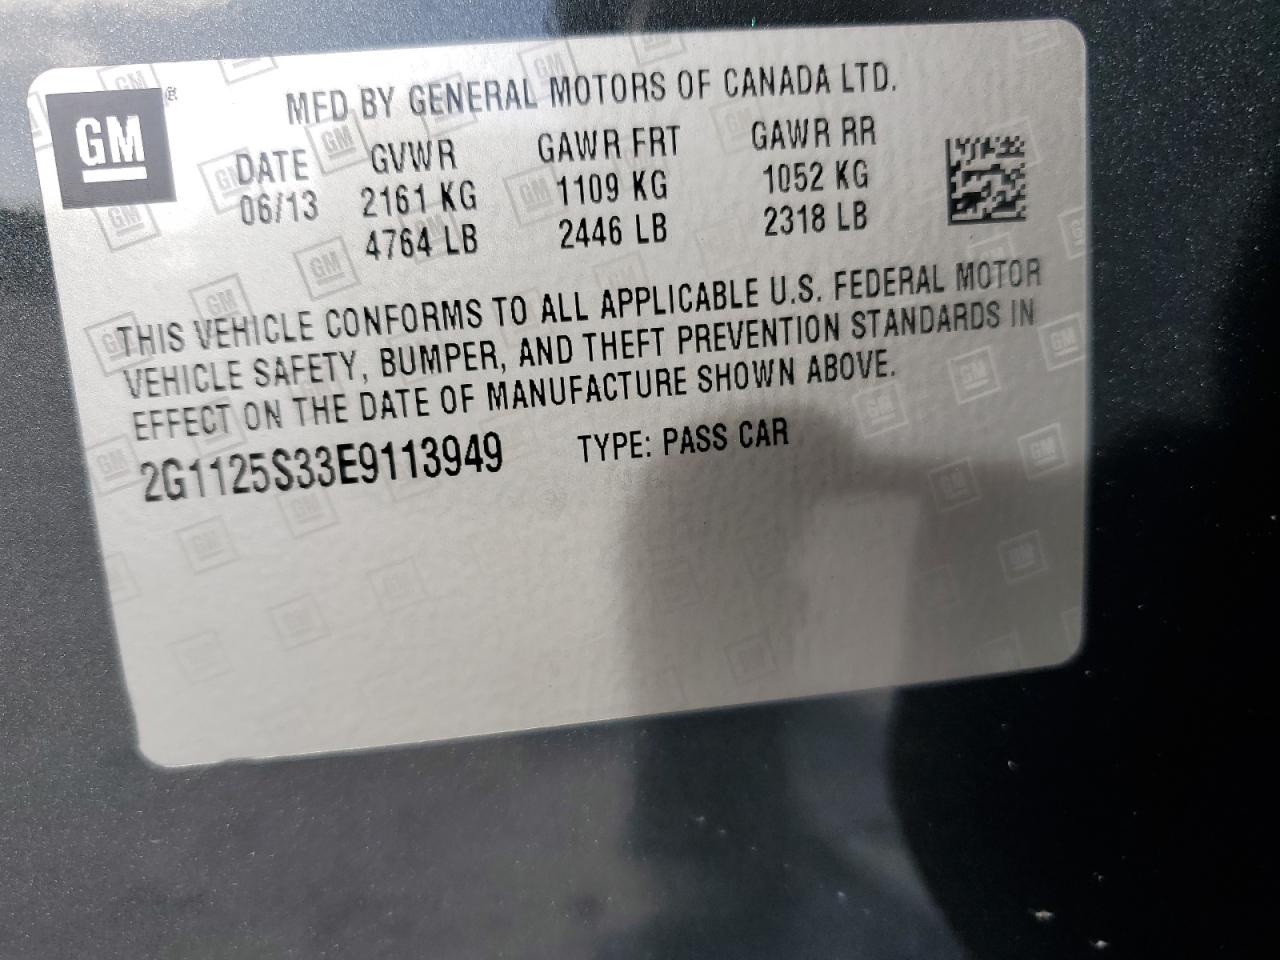 GM
MFD BY GENERAL MOTORS OF CANADA LTD.
DATE GVWR GAWR FRT GAWR RR
06/13 2161 KG 1109 KG 1052 KG
4764 LB 2446 LB 2318 LB
THIS VEHICLE CONFORMS TO ALL APPLICABLE U.S. FEDERAL MOTOR
VEHICLE SAFETY, BUMPER, AND THEFT PREVENTION STANDARDS IN
EFFECT ON THE DATE OF MANUFACTURE SHOWN ABOVE.
2G1125S33E9113949 TYPE: PASS CAR